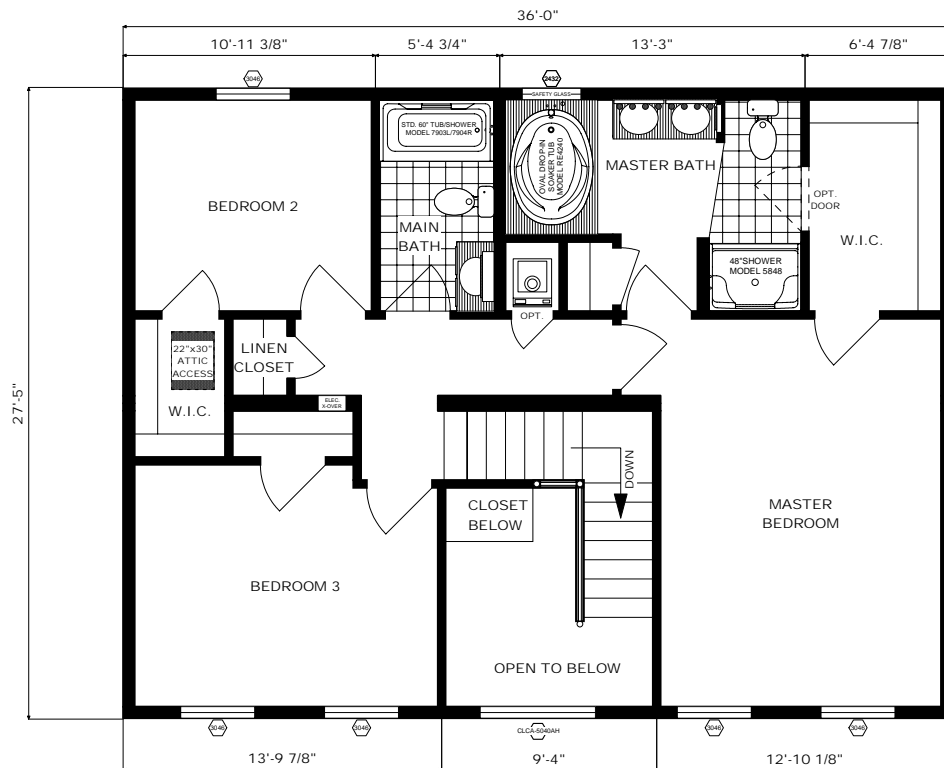 36'-0"
10'-11 3/8"
5'-4 3/4"
13'-3"
6'-4 7/8"
3046
2432
SAFETY GLASS
STD. 60" TUB/SHOWER
MODEL 7903L/7904R
OVAL DROP-IN
SOAKER TUB
MODEL RE4240
MASTER BATH
OPT.
DOOR
BEDROOM 2
MAIN
BATH
W.I.C.
48"SHOWER
MODEL 5848
OPT.
22"x30"
ATTIC
ACCESS
LINEN
CLOSET
W.I.C.
ELEC.
X-OVER
27'-5"
DOWN
CLOSET
BELOW
MASTER
BEDROOM
BEDROOM 3
OPEN TO BELOW
3046
3046
CLCA-5040AH
3046
3046
13'-9 7/8"
9'-4"
12'-10 1/8"